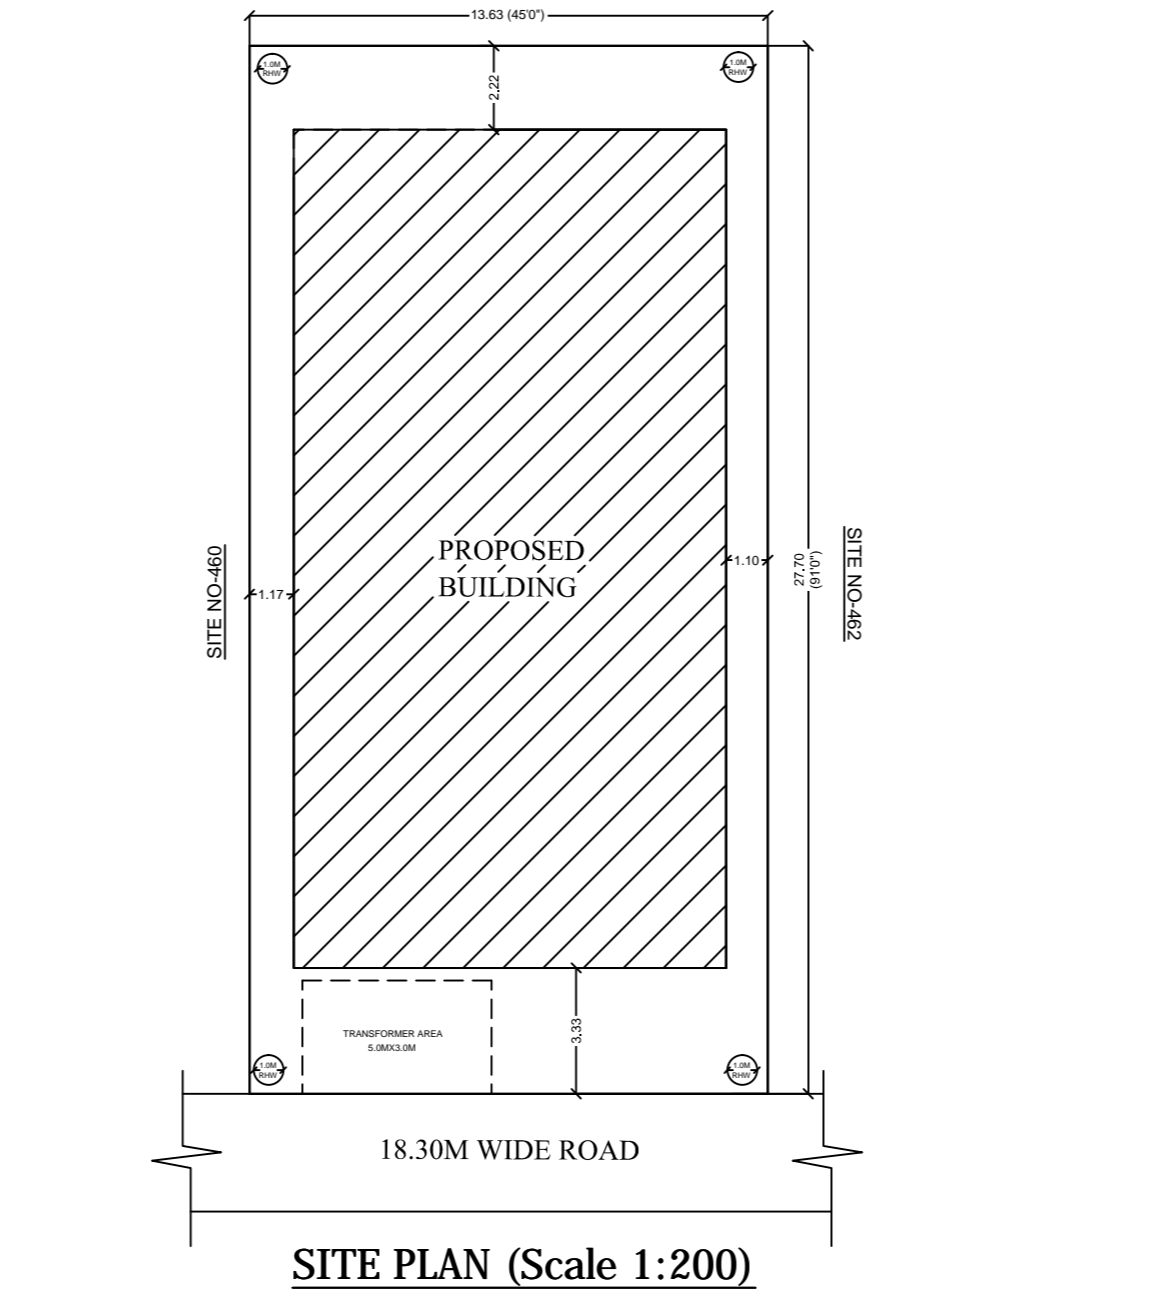 13.63 (45'0")
1.0M
RHW
1.0M
RHW
2.22
PROPOSED
BUILDING
1.17
1.10
27.70
(91'0")
SITE NO-460
SITE NO-462
TRANSFORMER AREA
5.0MX3.0M
3.33
1.0M
RHW
1.0M
RHW
18.30M WIDE ROAD
SITE PLAN (Scale 1:200)